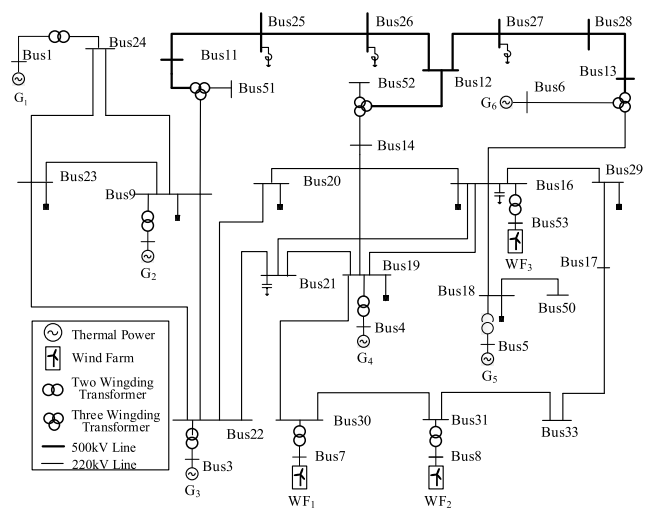 Bus25
Bus26
Bus27
Bus28
Bus24
Bus1
G1
Bus11
Bus51
Bus52
Bus12
Bus13
Bus6
G6
Bus14
Bus23
Bus9
G2
Bus20
Bus16
Bus29
Bus53
WF3
Bus17
Bus21
Bus19
Bus18
Bus50
Bus4
G4
Bus5
G5
Thermal Power
Wind Farm
Two Wingding
Transformer
Three Wingding
Transformer
500kV Line
220kV Line
Bus22
Bus3
G3
Bus30
Bus31
Bus33
Bus7
Bus8
WF1
WF2